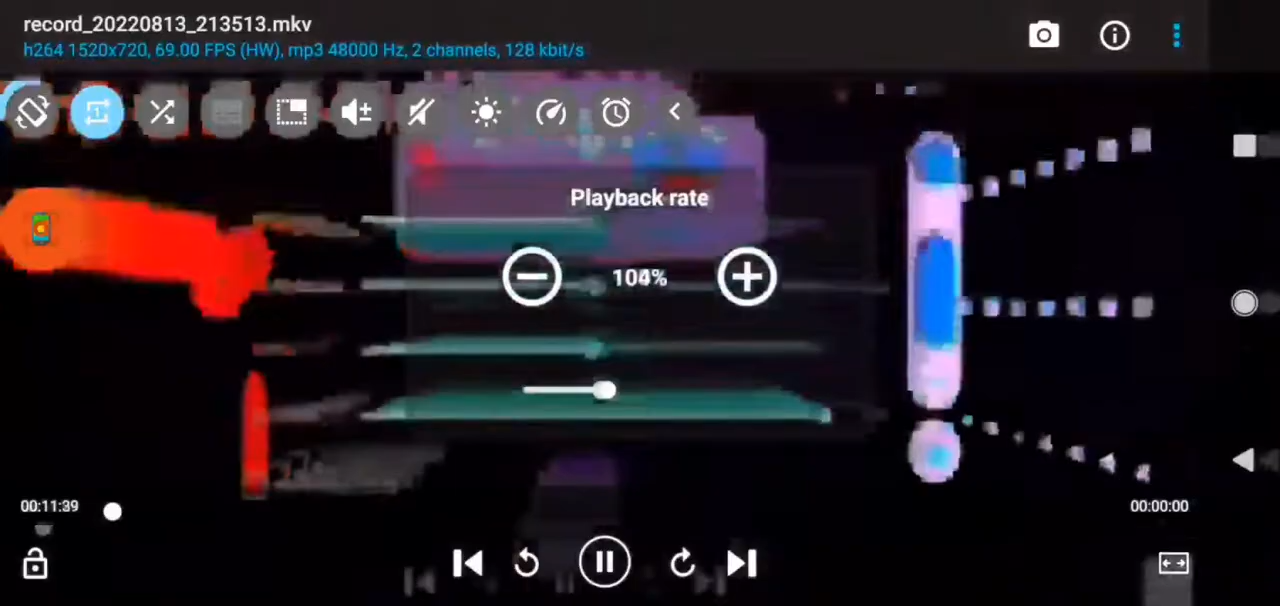 record_20220813_213513.mkv
h264 1520x720, 69.00 FPS (HW), mp3 48000 Hz, 2 channels, 128 kbit/s
Playback rate
104%
00:11:39
00:00:00